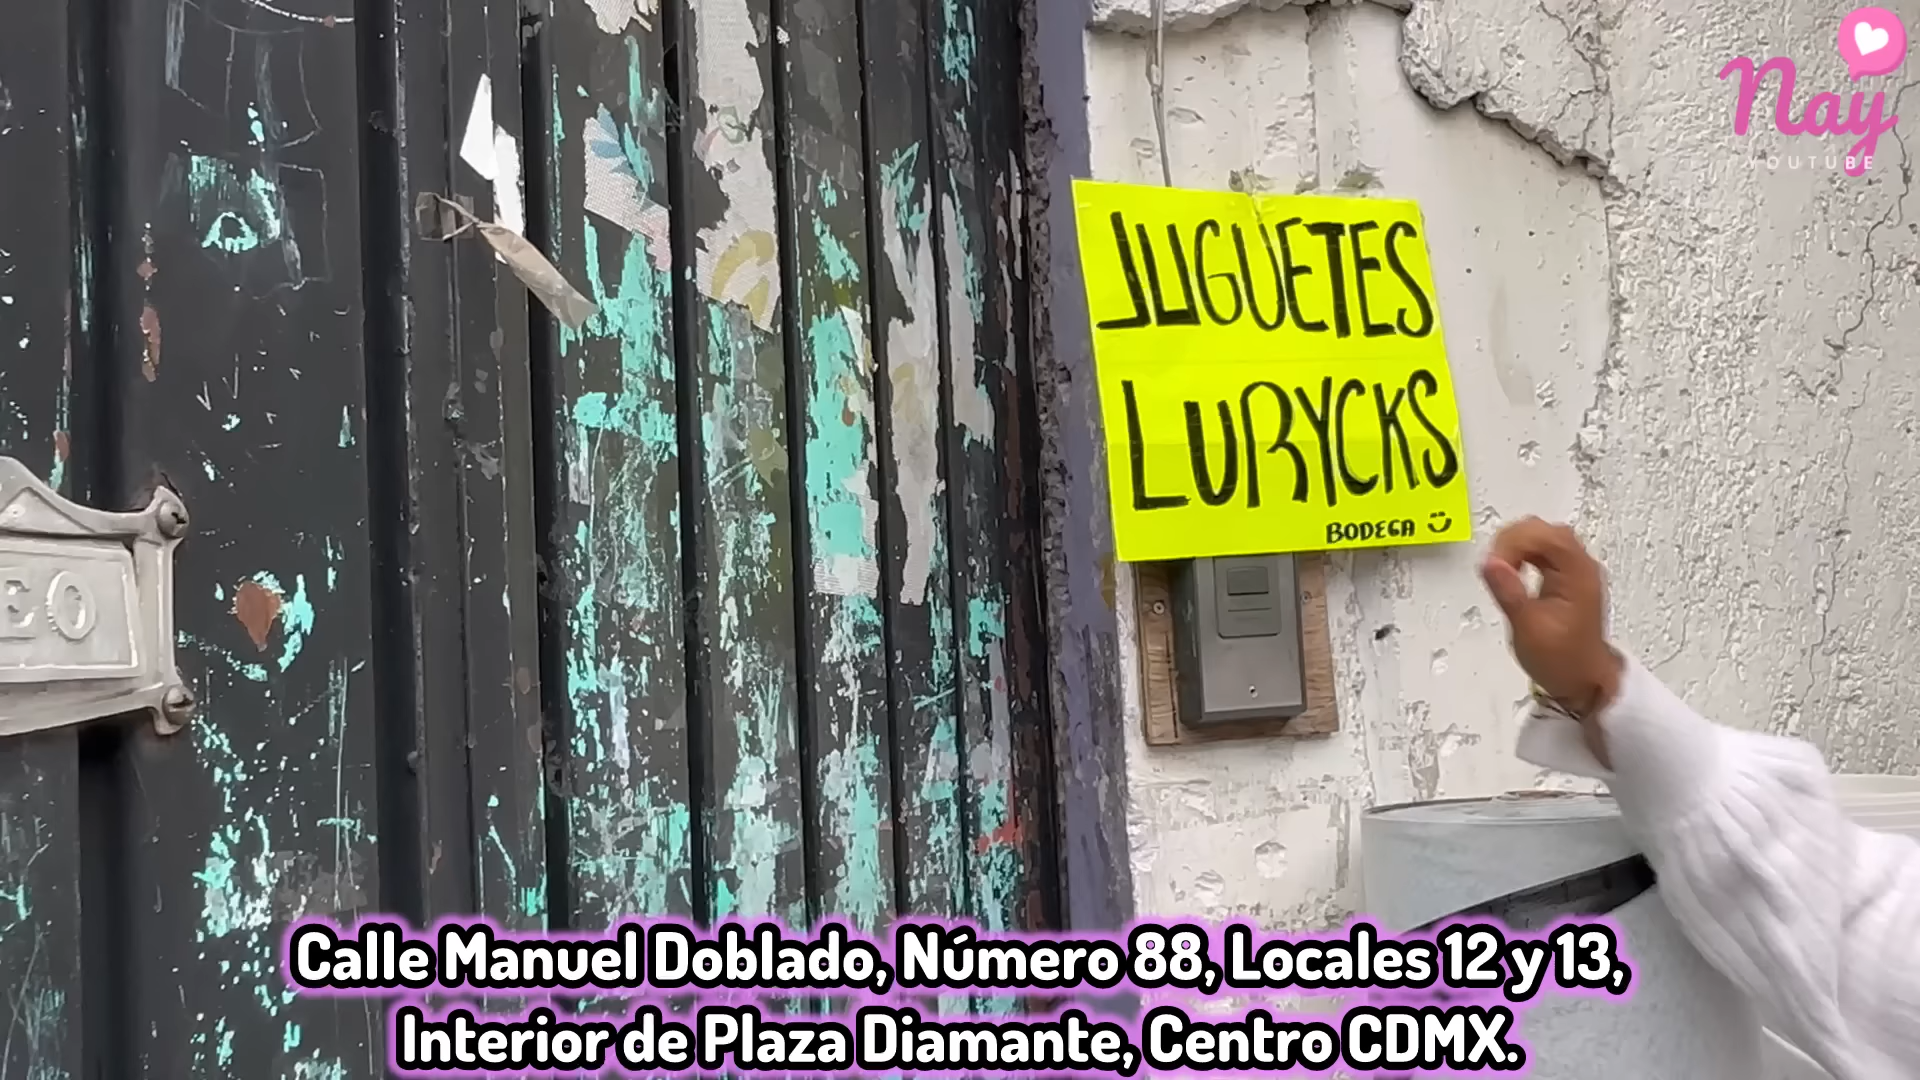 Nay
YOUTUBE
JUGUETES
LURYCKS
BODEGA
EO
Calle Manuel Doblado, Número 88, Locales 12 y 13,
Interior de Plaza Diamante, Centro CDMX.